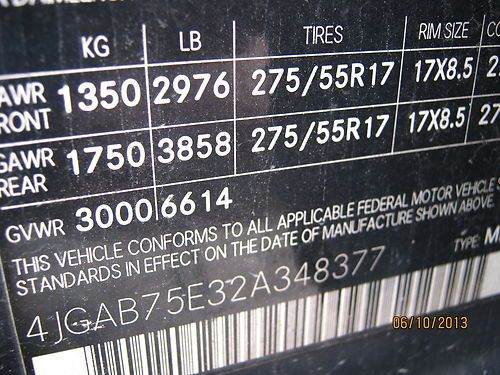 KG LB TIRES RIM SIZE
GAWR FRONT 1350 2976 275/55R17 17X8.5
GAWR REAR 1750 3858 275/55R17 17X8.5
GVWR 3000 6614
THIS VEHICLE CONFORMS TO ALL APPLICABLE FEDERAL MOTOR VEHICLE
STANDARDS IN EFFECT ON THE DATE OF MANUFACTURE SHOWN ABOVE.
TYPE:
4JGAB75E32A348377
06/10/2013